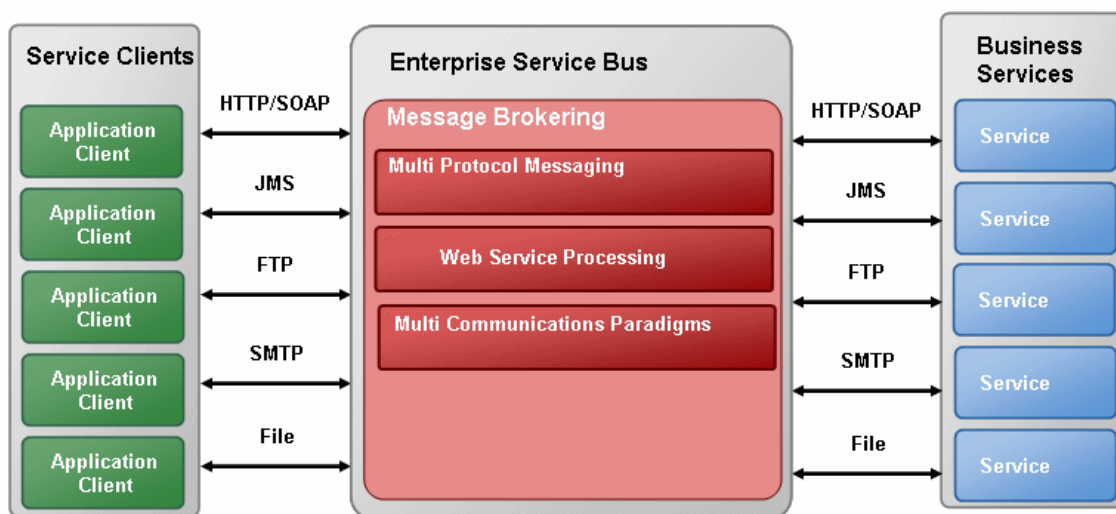 Service Clients
Application
Client
Application
Client
Application
Client
Application
Client
Application
Client
HTTP/SOAP
JMS
FTP
SMTP
File
Enterprise Service Bus
Message Brokering
Multi Protocol Messaging
Web Service Processing
Multi Communications Paradigms
HTTP/SOAP
JMS
FTP
SMTP
File
Business
Services
Service
Service
Service
Service
Service